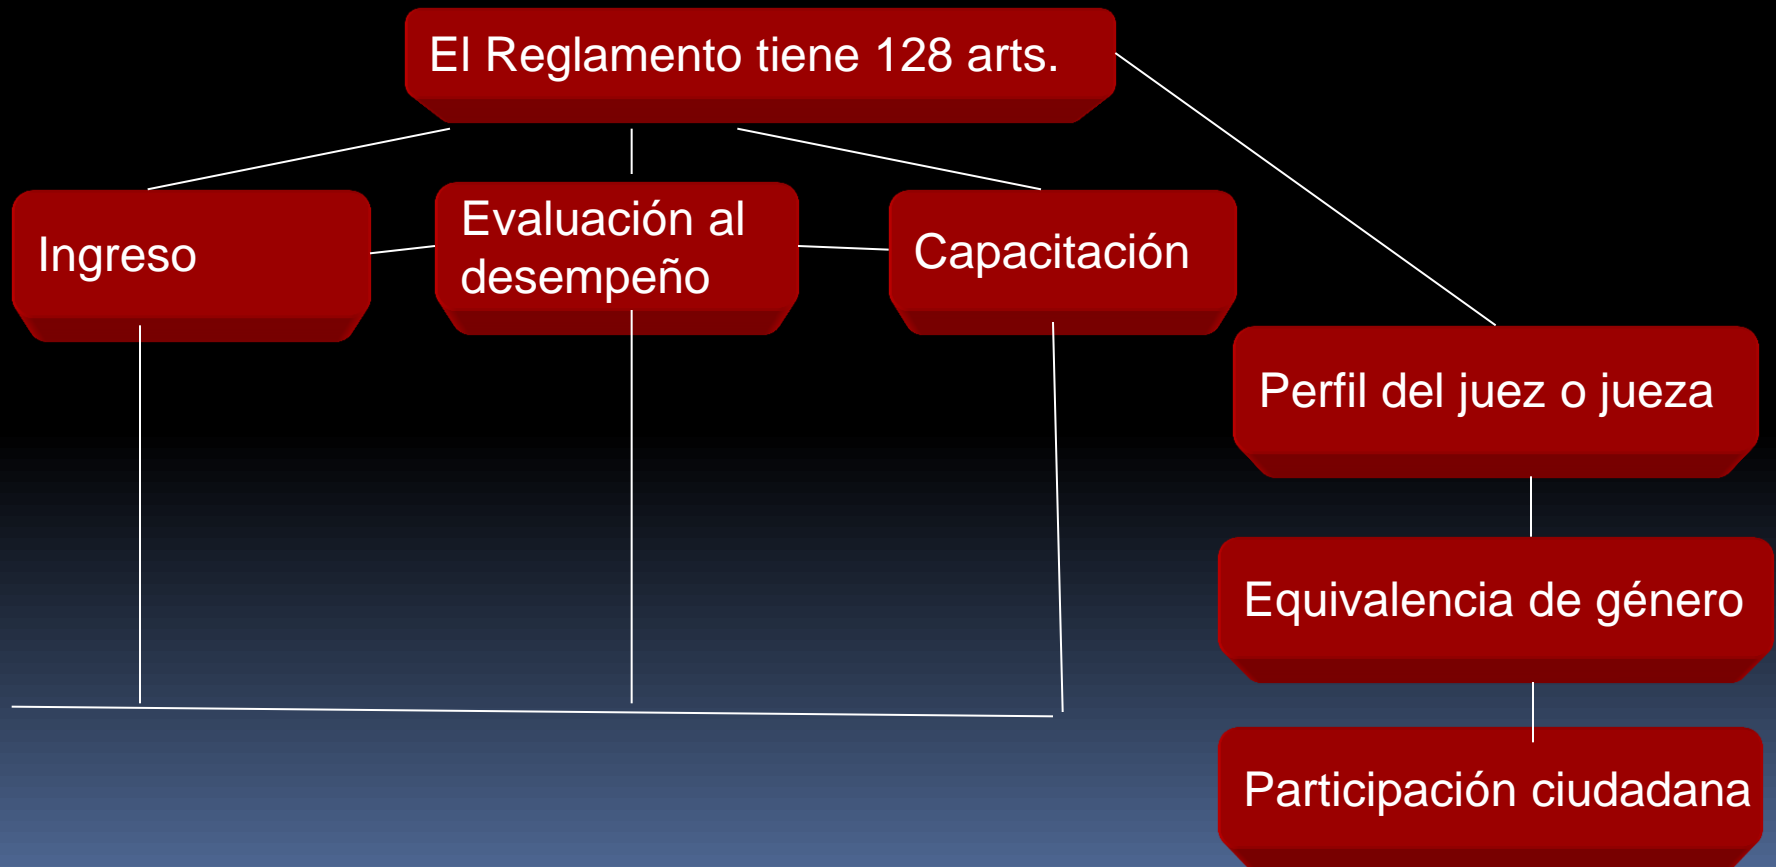 El Reglamento tiene 128 arts.
Ingreso
Evaluación al
desempeño
Capacitación
Perfil del juez o jueza
Equivalencia de género
Participación ciudadana